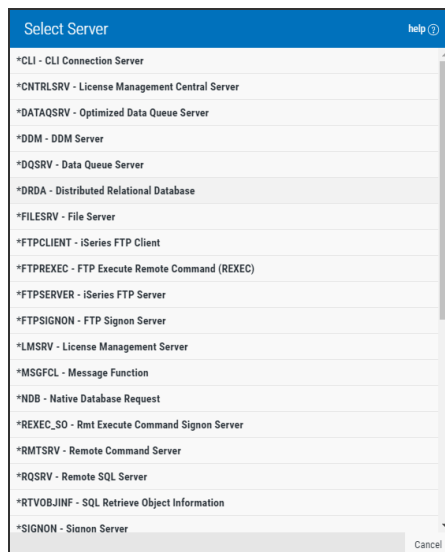 Select Server
help ?
*CLI - CLI Connection Server
*CNTRLSRV - License Management Central Server
*DATAQSRV - Optimized Data Queue Server
*DDM - DDM Server
*DQSRV - Data Queue Server
*DRDA - Distributed Relational Database
*FILESRV - File Server
*FTPCLIENT - iSeries FTP Client
*FTPREXEC - FTP Execute Remote Command (REXEC)
*FTPSERVER - iSeries FTP Server
*FTPSIGNON - FTP Signon Server
*LMSRV - License Management Server
*MSGFCL - Message Function
*NDB - Native Database Request
*REXEC_SO - Rmt Execute Command Signon Server
*RMTSRV - Remote Command Server
*RQSRV - Remote SQL Server
*RTVOBJINF - SQL Retrieve Object Information
*SIGNON - Signon Server
Cancel